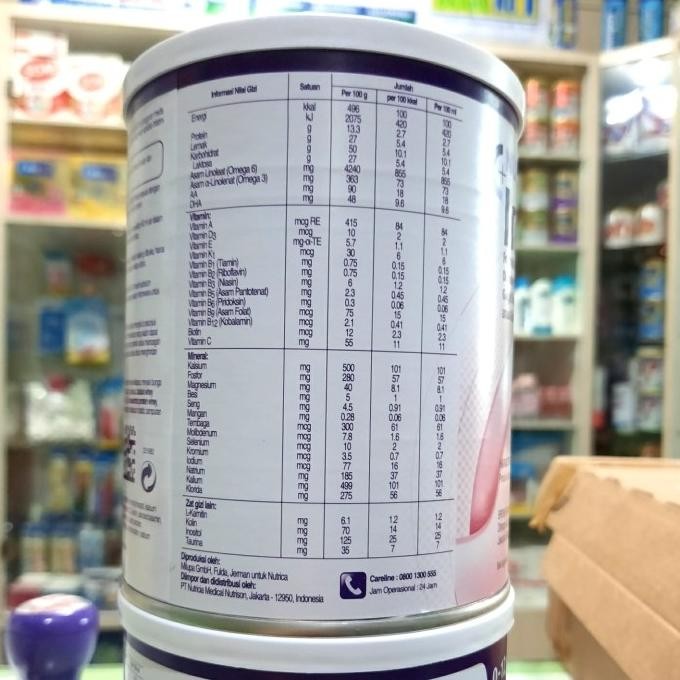 Informasi Nilai Gizi Satuan Jumlah
Per 100 g per 100 kkal Per 100 ml
Energi kkal 496 100 100
kJ 2075 420 420
Protein g 13.3 2.7 2.7
Lemak g 27 5.4 5.4
Karbohidrat g 50 10.1 10.1
Laktosa g 27 5.4 5.4
Asam Linoleat (Omega 6) mg 4240 855 855
Asam α-Linolenat (Omega 3) mg 363 73 73
AA mg 90 18 18
DHA mg 48 9.6 9.6
Vitamin:
Vitamin A mcg RE 415 84 84
Vitamin D3 mcg 10 2 2
Vitamin E mg-α-TE 5.7 1.1 1.1
Vitamin K1 mcg 30 6 6
Vitamin B1 (Tiamin) mg 0.75 0.15 0.15
Vitamin B2 (Riboflavin) mg 0.75 0.15 0.15
Vitamin B3 (Niasin) mg 6 1.2 1.2
Vitamin B5 (Asam Pantotenat) mg 2.3 0.45 0.45
Vitamin B6 (Piridoksin) mg 0.3 0.06 0.06
Vitamin B9 (Asam Folat) mcg 75 15 15
Vitamin B12 (Kobalamin) mcg 2.1 0.41 0.41
Biotin mcg 12 2.3 2.3
Vitamin C mg 55 11 11
Mineral:
Kalsium mg 500 101 101
Fosfor mg 280 57 57
Magnesium mg 40 8.1 8.1
Besi mg 5 1 1
Seng mg 4.5 0.91 0.91
Mangan mg 0.28 0.06 0.06
Tembaga mcg 300 61 61
Molibdenum mcg 7.8 1.6 1.6
Selenium mcg 10 2 2
Kromium mcg 3.5 0.7 0.7
Iodium mcg 77 16 16
Natrium mg 185 37 37
Kalium mg 499 101 101
Klorida mg 275 56 56
Zat gizi lain:
L-Karnitin mg 6.1 1.2 1.2
Kolin mg 70 14 14
Inositol mg 125 25 25
Taurina mg 35 7 7
Diproduksi oleh:
Milupa GmbH, Fulda, Jerman untuk Nutricia
Diimpor dan didistribusi oleh:
PT Nutricia Medical Nutrition, Jakarta - 12950, Indonesia
Careline : 0800 1300 555
Jam Operasional : 24 Jam